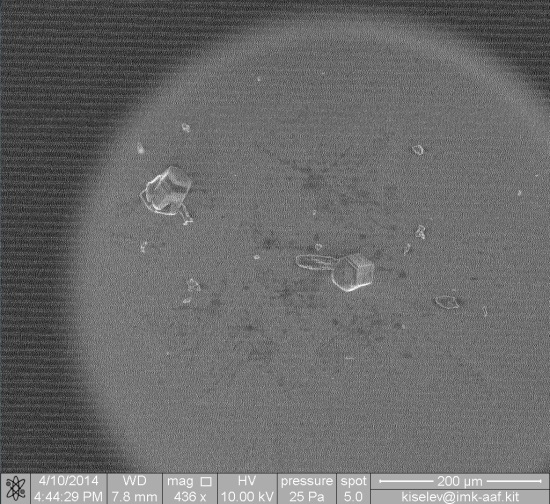 4/10/2014 WD mag HV pressure spot 200 µm
4:44:29 PM 7.8 mm 436 x 10.00 kV 25 Pa 5.0 kiselev@imk-aaf.kit